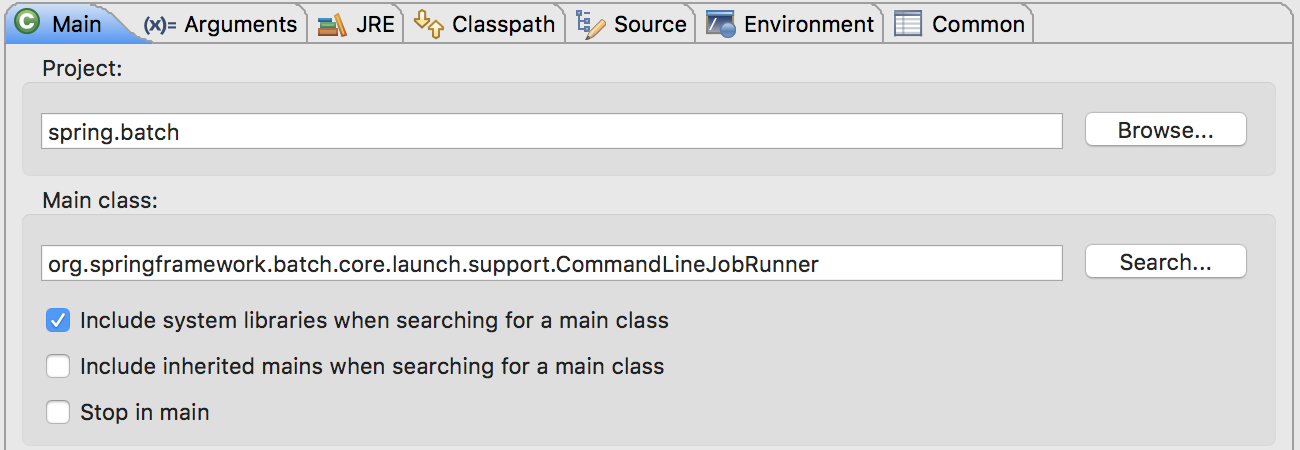 Main (x)= Arguments JRE Classpath Source Environment Common
Project:
spring.batch Browse...
Main class:
org.springframework.batch.core.launch.support.CommandLineJobRunner Search...
Include system libraries when searching for a main class
Include inherited mains when searching for a main class
Stop in main